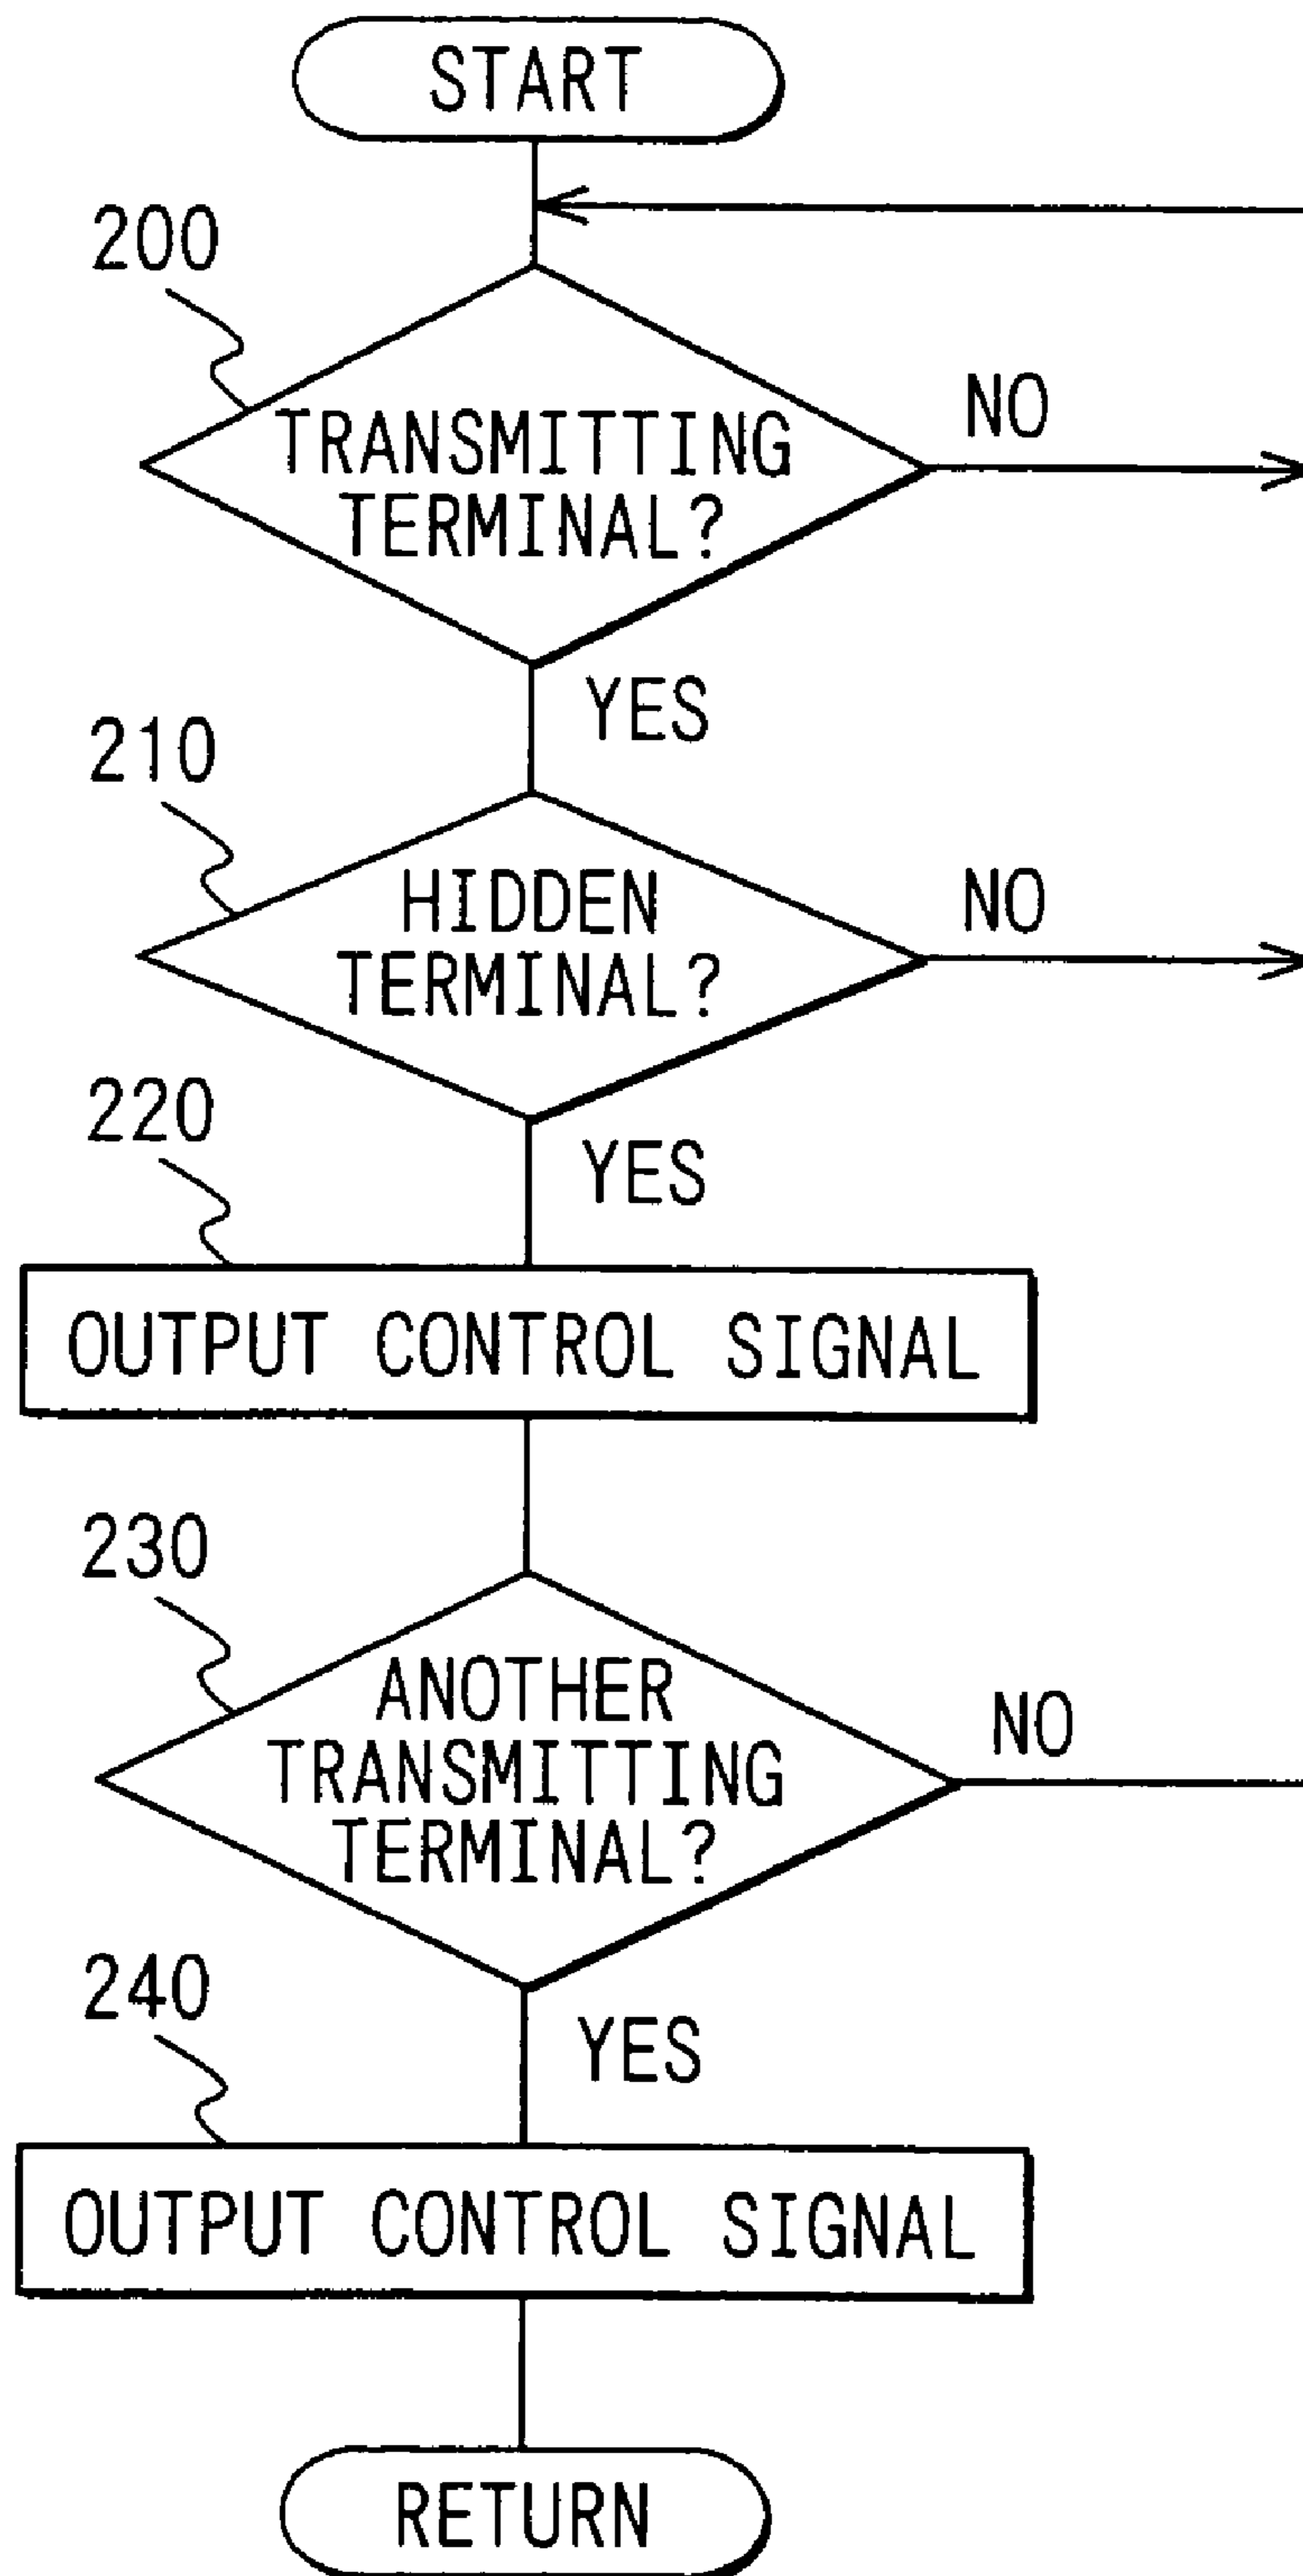 START
200
TRANSMITTING
TERMINAL?
NO
YES
210
HIDDEN
TERMINAL?
NO
YES
220
OUTPUT CONTROL SIGNAL
230
ANOTHER
TRANSMITTING
TERMINAL?
NO
YES
240
OUTPUT CONTROL SIGNAL
RETURN